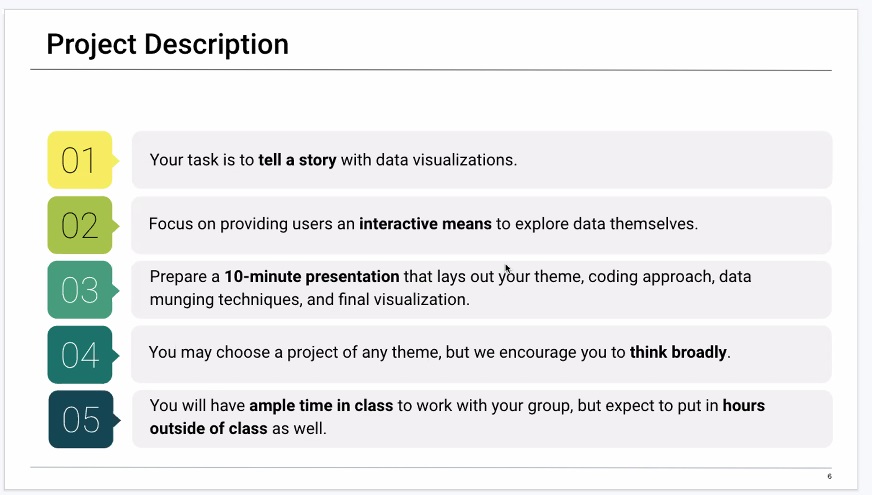 Project Description
01
Your task is to tell a story with data visualizations.
02
Focus on providing users an interactive means to explore data themselves.
03
Prepare a 10-minute presentation that lays out your theme, coding approach, data
munging techniques, and final visualization.
04
You may choose a project of any theme, but we encourage you to think broadly.
05
You will have ample time in class to work with your group, but expect to put in hours
outside of class as well.
6